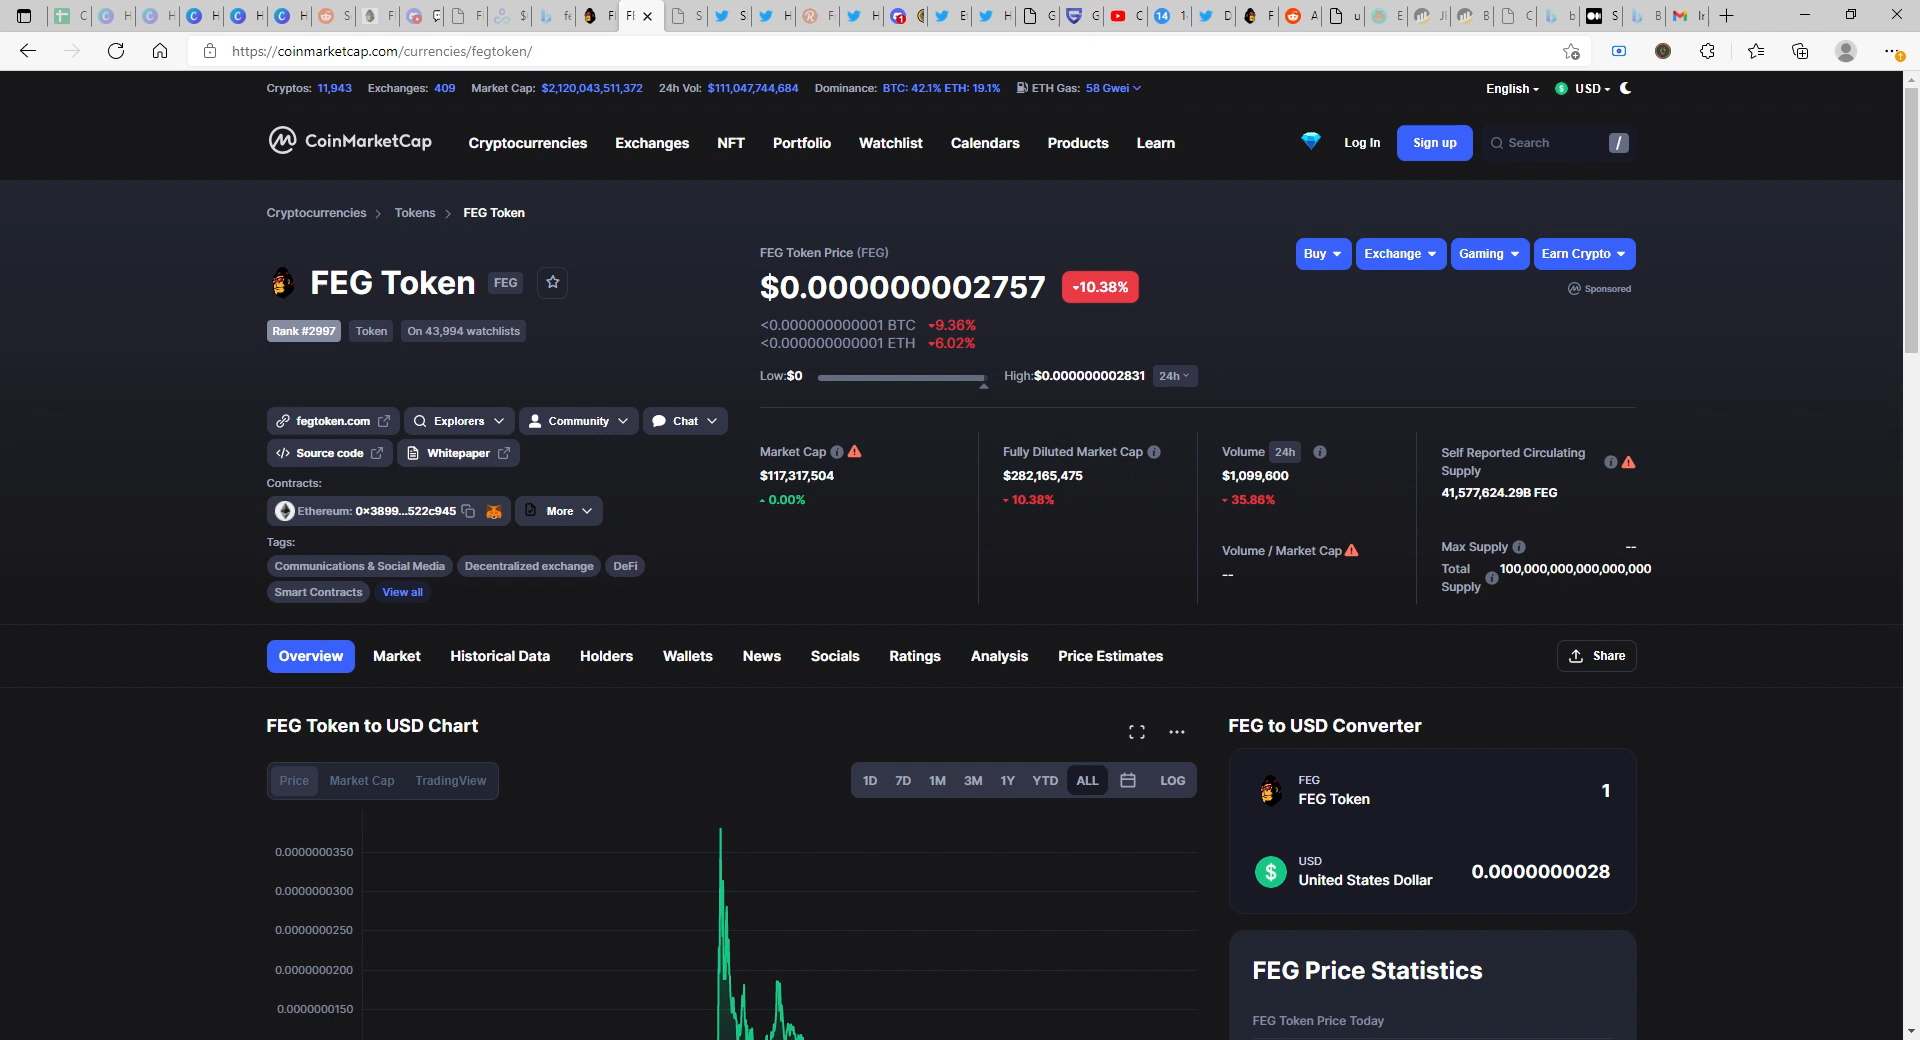 https://coinmarketcap.com/currencies/fegtoken/
Cryptos: 11,943 Exchanges: 409 Market Cap: $2,120,043,511,372 24h Vol: $111,047,744,684 Dominance: BTC: 42.1% ETH: 19.1% ETH Gas: 58 Gwei
English USD
CoinMarketCap Cryptocurrencies Exchanges NFT Portfolio Watchlist Calendars Products Learn Log In Sign up Search /
Cryptocurrencies > Tokens > FEG Token
FEG Token FEG
Rank #2997 Token On 43,994 watchlists
fegtoken.com Explorers Community Chat
Source code Whitepaper
Contracts:
Ethereum: 0x3899...522c945 More
Tags:
Communications & Social Media Decentralized exchange DeFi
Smart Contracts View all
FEG Token Price (FEG)
$0.000000002757 10.38%
<0.000000000001 BTC 9.36%
<0.000000000001 ETH 6.02%
Low:$0 High:$0.000000002831 24h
Buy Exchange Gaming Earn Crypto
Sponsored
Market Cap
$117,317,504
0.00%
Fully Diluted Market Cap
$282,165,475
10.38%
Volume 24h
$1,099,600
35.86%
Volume / Market Cap
--
Self Reported Circulating
Supply
41,577,624.29B FEG
Max Supply --
Total 100,000,000,000,000,000
Supply
Overview Market Historical Data Holders Wallets News Socials Ratings Analysis Price Estimates Share
FEG Token to USD Chart
Price Market Cap TradingView 1D 7D 1M 3M 1Y YTD ALL LOG
0.0000000350
0.0000000300
0.0000000250
0.0000000200
0.0000000150
FEG to USD Converter
FEG
FEG Token 1
USD
$ United States Dollar 0.0000000028
FEG Price Statistics
FEG Token Price Today